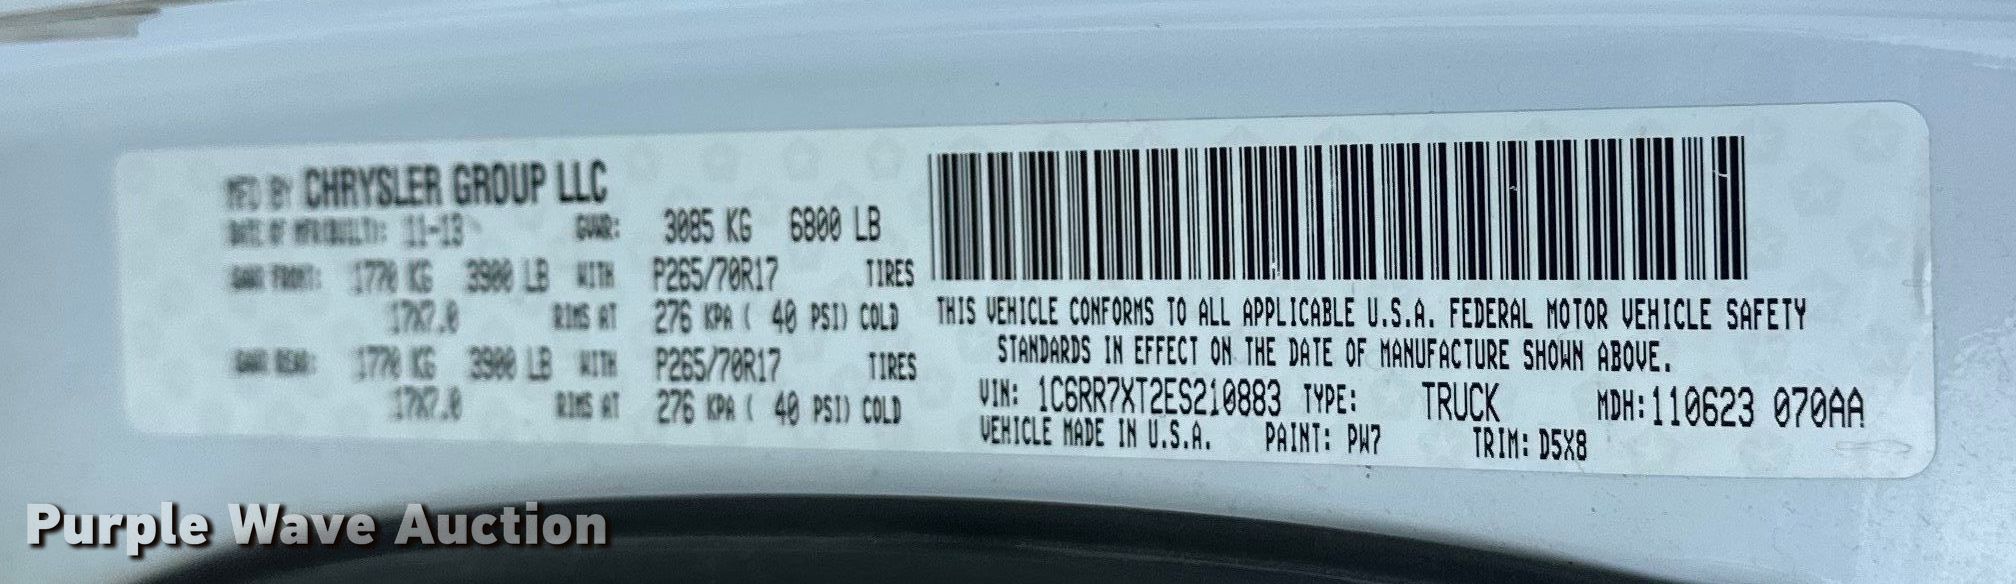 MFD BY CHRYSLER GROUP LLC
DATE OF MFR(BUILT): 11-13 GVWR: 3085 KG 6800 LB
GAWR FRONT: 1770 KG 3900 LB WITH P265/70R17 TIRES
17X7.0 RIMS AT 276 KPA ( 40 PSI) COLD
GAWR REAR: 1770 KG 3900 LB WITH P265/70R17 TIRES
17X7.0 RIMS AT 276 KPA ( 40 PSI) COLD
THIS VEHICLE CONFORMS TO ALL APPLICABLE U.S.A. FEDERAL MOTOR VEHICLE SAFETY
STANDARDS IN EFFECT ON THE DATE OF MANUFACTURE SHOWN ABOVE.
VIN: 1C6RR7XT2ES210883 TYPE: TRUCK MDH:110623 070AA
VEHICLE MADE IN U.S.A. PAINT: PW7 TRIM: D5X8
Purple Wave Auction